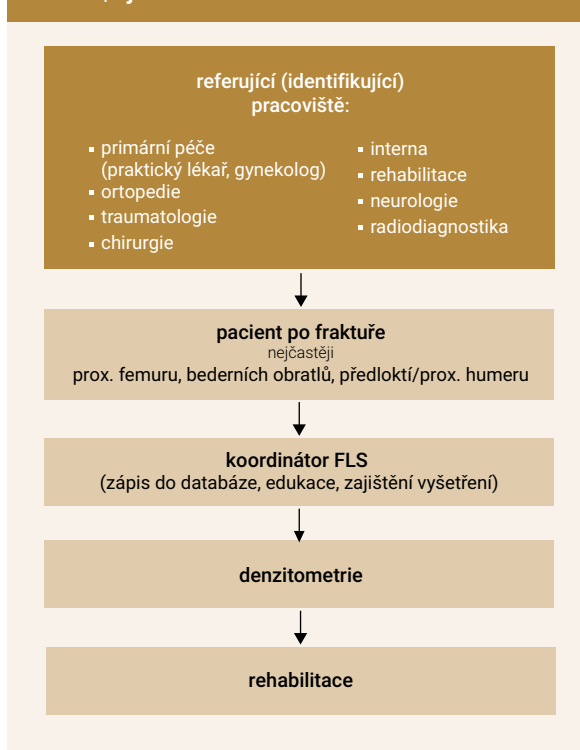 referující (identifikující)
pracoviště:
▪ primární péče
(praktický lékař, gynekolog)
▪ ortopedie
▪ traumatologie
▪ chirurgie
▪ interna
▪ rehabilitace
▪ neurologie
▪ radiodiagnostika
pacient po fraktuře
nejčastěji
prox. femuru, bederních obratlů, předloktí/prox. humeru
koordinátor FLS
(zápis do databáze, edukace, zajištění vyšetření)
denzitometrie
rehabilitace